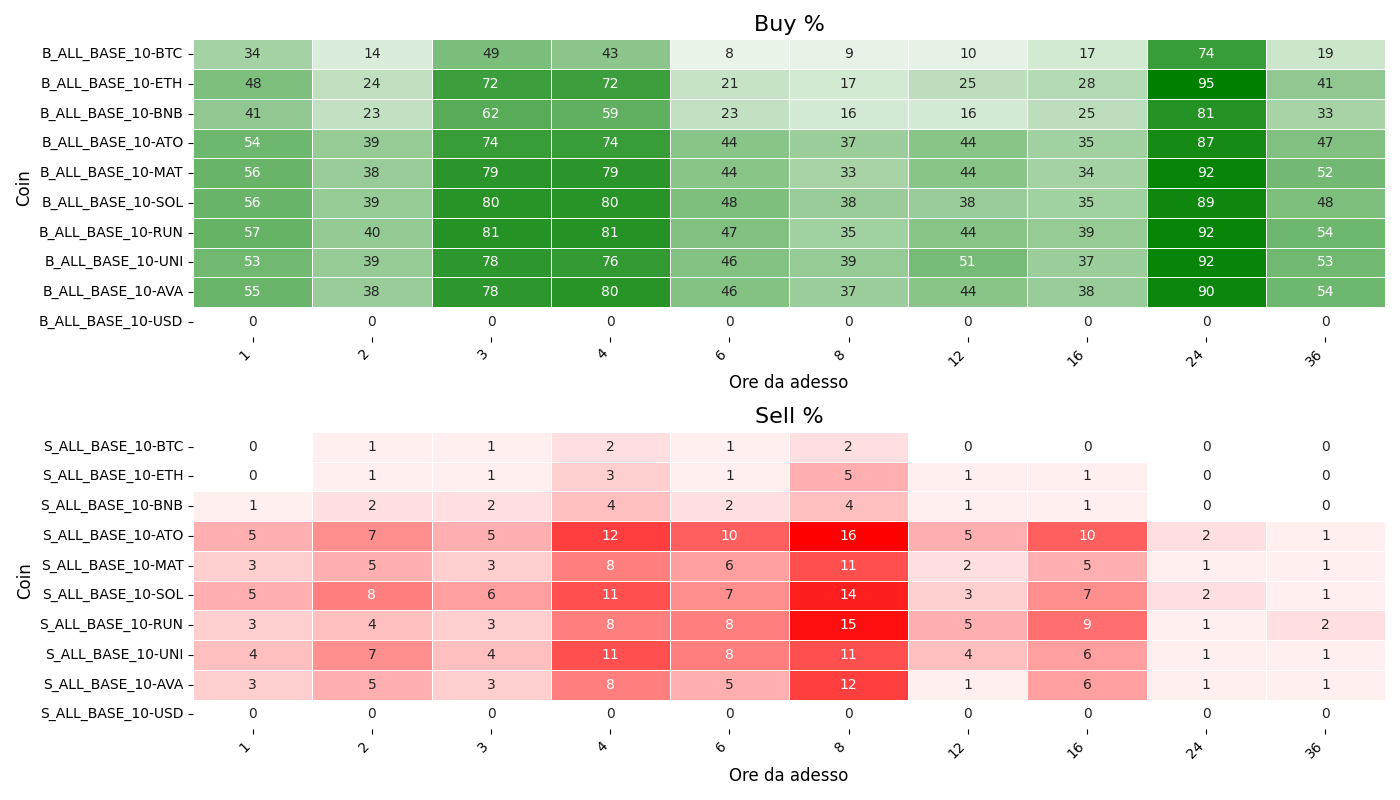 Buy %
Coin
B_ALL_BASE_10-BTC 34 14 49 43 8 9 10 17 74 19
B_ALL_BASE_10-ETH 48 24 72 72 21 17 25 28 95 41
B_ALL_BASE_10-BNB 41 23 62 59 23 16 16 25 81 33
B_ALL_BASE_10-ATO 54 39 74 74 44 37 44 35 87 47
B_ALL_BASE_10-MAT 56 38 79 79 44 33 44 34 92 52
B_ALL_BASE_10-SOL 56 39 80 80 48 38 38 35 89 48
B_ALL_BASE_10-RUN 57 40 81 81 47 35 44 39 92 54
B_ALL_BASE_10-UNI 53 39 78 76 46 39 51 37 92 53
B_ALL_BASE_10-AVA 55 38 78 80 46 37 44 38 90 54
B_ALL_BASE_10-USD 0 0 0 0 0 0 0 0 0 0
1 2 3 4 6 8 12 16 24 36
Ore da adesso
Sell %
Coin
S_ALL_BASE_10-BTC 0 1 1 2 1 2 0 0 0 0
S_ALL_BASE_10-ETH 0 1 1 3 1 5 1 1 0 0
S_ALL_BASE_10-BNB 1 2 2 4 2 4 1 1 0 0
S_ALL_BASE_10-ATO 5 7 5 12 10 16 5 10 2 1
S_ALL_BASE_10-MAT 3 5 3 8 6 11 2 5 1 1
S_ALL_BASE_10-SOL 5 8 6 11 7 14 3 7 2 1
S_ALL_BASE_10-RUN 3 4 3 8 8 15 5 9 1 2
S_ALL_BASE_10-UNI 4 7 4 11 8 11 4 6 1 1
S_ALL_BASE_10-AVA 3 5 3 8 5 12 1 6 1 1
S_ALL_BASE_10-USD 0 0 0 0 0 0 0 0 0 0
1 2 3 4 6 8 12 16 24 36
Ore da adesso